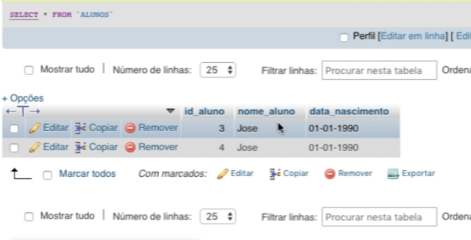 SELECT * FROM `ALUNOS`
Perfil [Editar em linha] [ Edi
Mostrar tudo | Número de linhas: 25 Filtrar linhas: Procurar nesta tabela Ordena
+ Opções
←T→ id_aluno nome_aluno data_nascimento
Editar Copiar Remover 3 Jose 01-01-1990
Editar Copiar Remover 4 Jose 01-01-1990
Marcar todos Com marcados: Editar Copiar Remover Exportar
Mostrar tudo | Número de linhas: 25 Filtrar linhas: Procurar nesta tabela Ordena